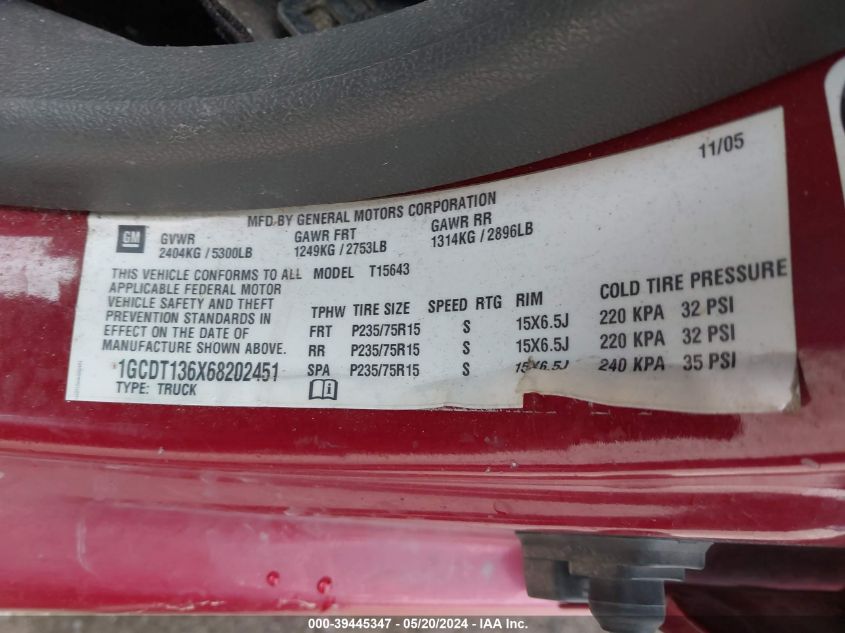 11/05
MFD BY GENERAL MOTORS CORPORATION
GM
GVWR GAWR FRT GAWR RR
2404KG / 5300LB 1249KG / 2753LB 1314KG / 2896LB
THIS VEHICLE CONFORMS TO ALL
APPLICABLE FEDERAL MOTOR
VEHICLE SAFETY AND THEFT
PREVENTION STANDARDS IN
EFFECT ON THE DATE OF
MANUFACTURE SHOWN ABOVE.
1GCDT136X68202451
TYPE: TRUCK
MODEL T15643
TPHW TIRE SIZE SPEED RTG RIM COLD TIRE PRESSURE
FRT P235/75R15 S 15X6.5J 220 KPA 32 PSI
RR P235/75R15 S 15X6.5J 220 KPA 32 PSI
SPA P235/75R15 S 15X6.5J 240 KPA 35 PSI
000-39445347 / 05/20/2024 - IAA Inc.